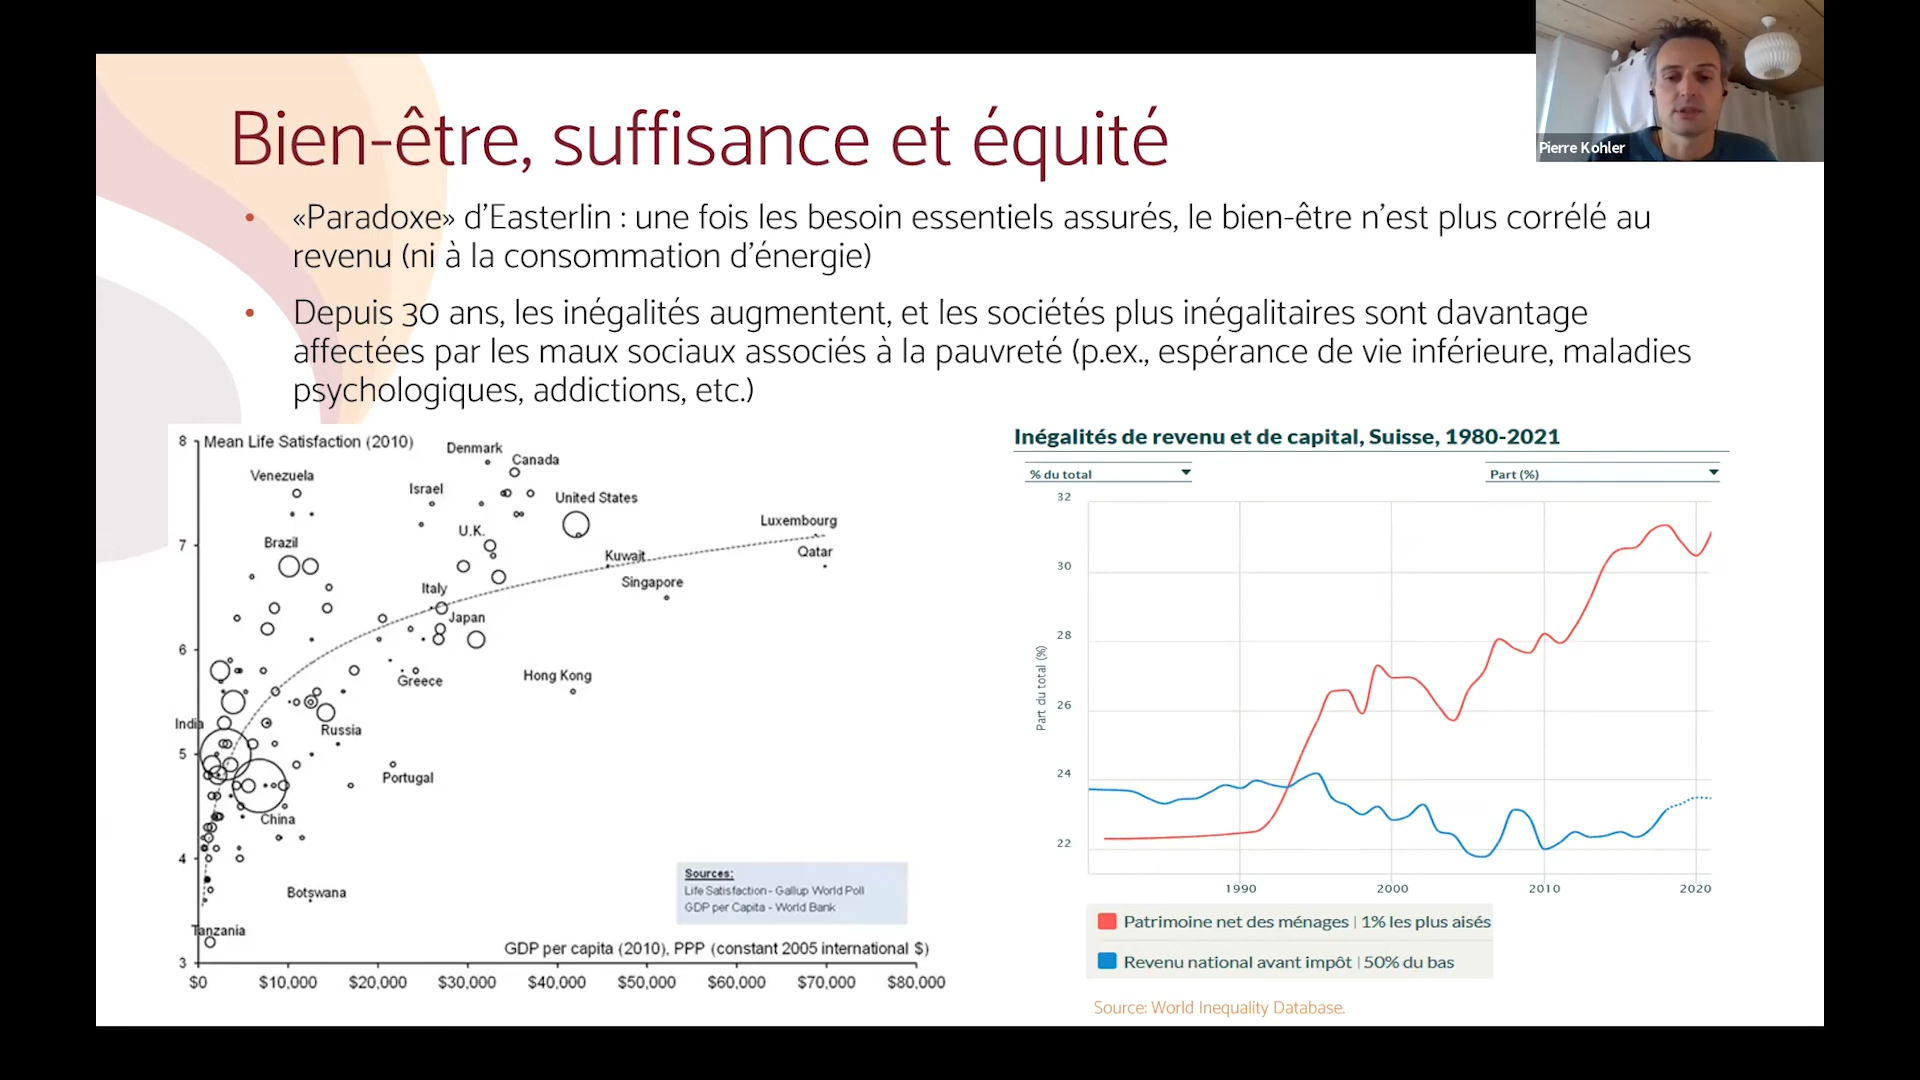 Pierre Kohler
Bien-être, suffisance et équité
• «Paradoxe» d'Easterlin : une fois les besoin essentiels assurés, le bien-être n'est plus corrélé au
revenu (ni à la consommation d'énergie)
• Depuis 30 ans, les inégalités augmentent, et les sociétés plus inégalitaires sont davantage
affectées par les maux sociaux associés à la pauvreté (p.ex., espérance de vie inférieure, maladies
psychologiques, addictions, etc.)
8
Mean Life Satisfaction (2010)
Denmark
Canada
Venezuela
Israel
United States
Luxembourg
U.K.
Brazil
7
Kuwait
Qatar
Singapore
Italy
Japan
6
Greece
Hong Kong
India
Russia
5
Portugal
China
4
Botswana
Tanzania
3
Sources:
Life Satisfaction - Gallup World Poll
GDP per Capita - World Bank
GDP per capita (2010), PPP (constant 2005 international $)
$0 $10,000 $20,000 $30,000 $40,000 $50,000 $60,000 $70,000 $80,000
Inégalités de revenu et de capital, Suisse, 1980-2021
% du total
Part (%)
32
30
28
26
24
22
Part du total (%)
1990 2000 2010 2020
Patrimoine net des ménages | 1% les plus aisés
Revenu national avant impôt | 50% du bas
Source: World Inequality Database.